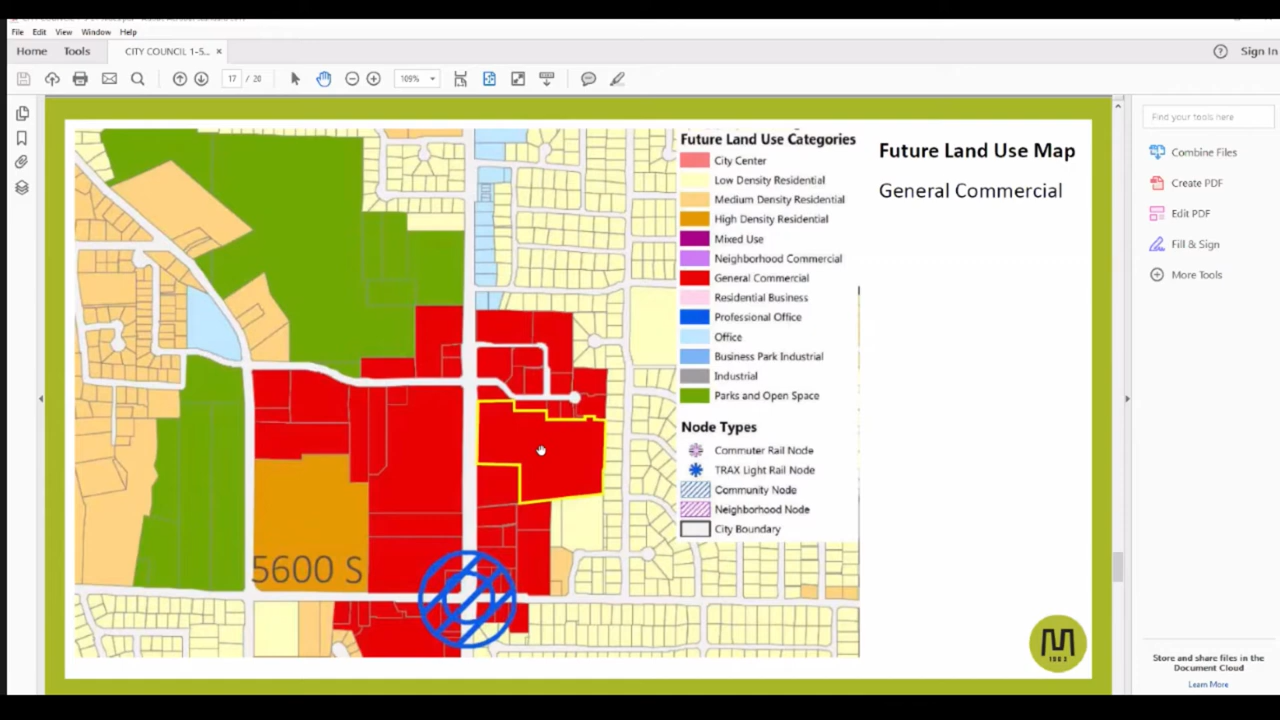 File Edit View Window Help
Home Tools CITY COUNCIL 1-5... × Sign In
17 / 20 109%
Find your tools here
Combine Files
Create PDF
Edit PDF
Fill & Sign
More Tools
Future Land Use Categories
City Center
Low Density Residential
Medium Density Residential
High Density Residential
Mixed Use
Neighborhood Commercial
General Commercial
Residential Business
Professional Office
Office
Business Park Industrial
Industrial
Parks and Open Space
Node Types
Commuter Rail Node
TRAX Light Rail Node
Community Node
Neighborhood Node
City Boundary
Future Land Use Map
General Commercial
5600 S
M
1903
Store and share files in the
Document Cloud
Learn More